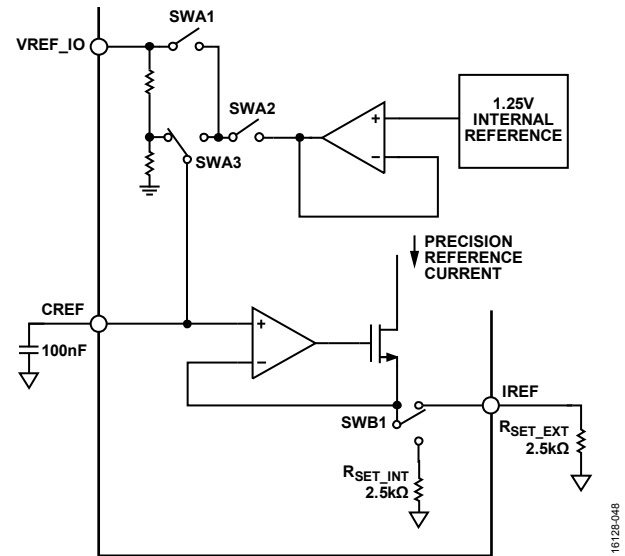 SWA1
VREF_IO
SWA2
+
−
1.25V
INTERNAL
REFERENCE
SWA3
PRECISION
REFERENCE
CURRENT
CREF
100nF
+
−
IREF
SWB1
RSET_EXT
2.5kΩ
RSET_INT
2.5kΩ
16128-048